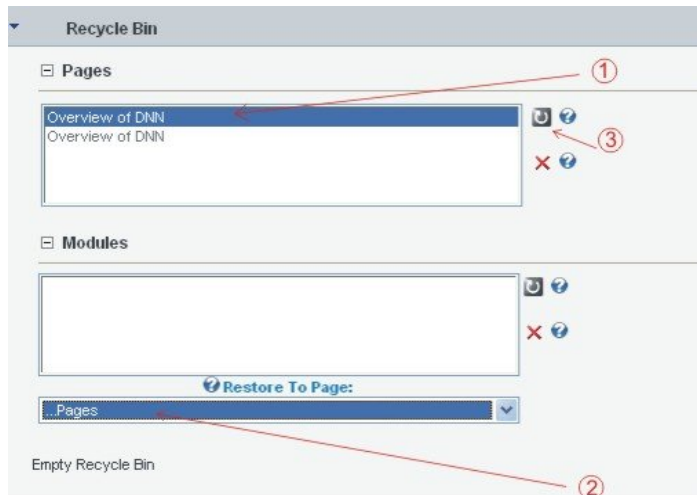 Recycle Bin
Pages
①
Overview of DNN
Overview of DNN
③
Modules
Restore To Page:
...Pages
Empty Recycle Bin
②